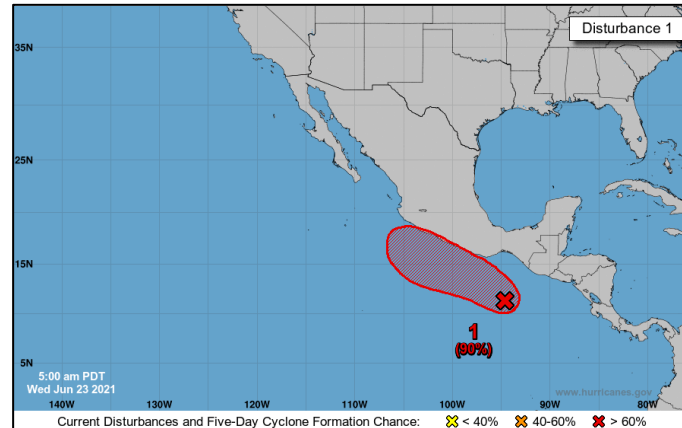 Disturbance 1
35N
25N
15N
5N
1
(90%)
5:00 am PDT
Wed Jun 23 2021
www.hurricanes.gov
140W 130W 120W 110W 100W 90W 80W
Current Disturbances and Five-Day Cyclone Formation Chance: < 40% 40-60% > 60%